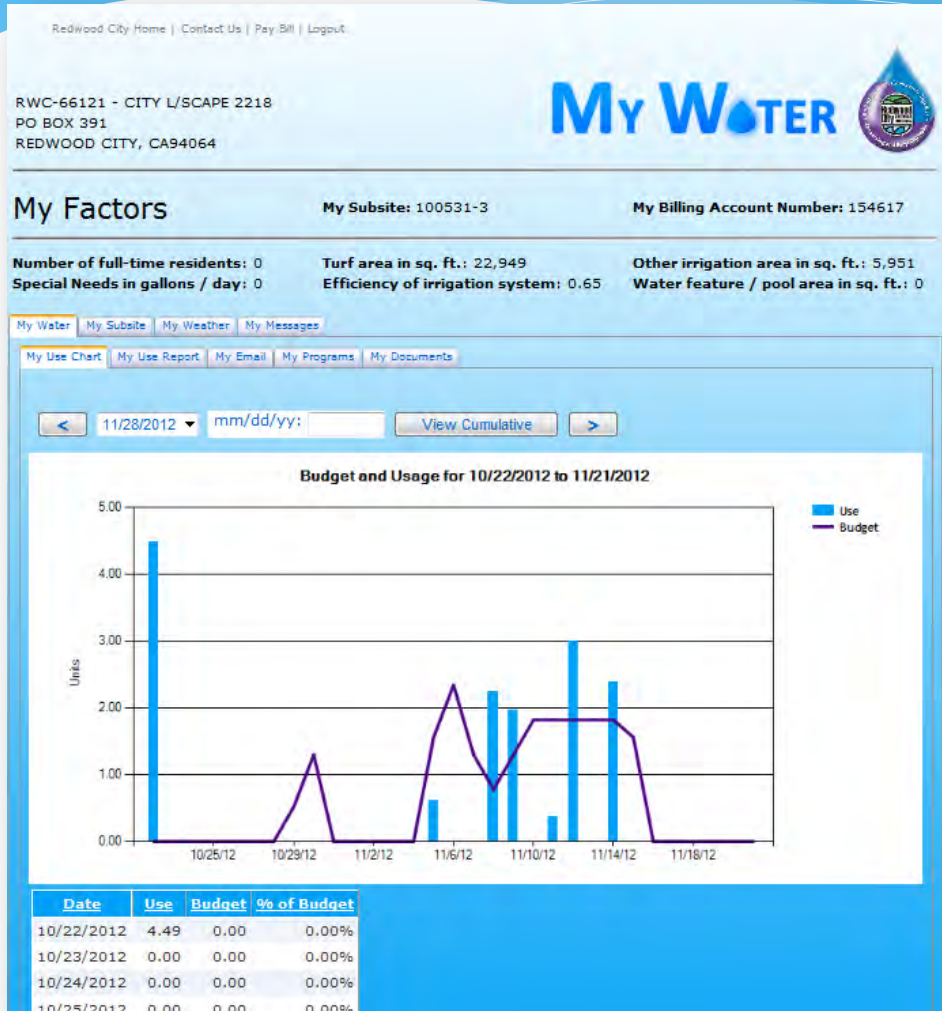 Redwood City Home | Contact Us | Pay Bill | Logout
RWC-66121 - CITY L/SCAPE 2218
PO BOX 391
REDWOOD CITY, CA94064
MY WATER
My Factors
My Subsite: 100531-3
My Billing Account Number: 154617
Number of full-time residents: 0
Turf area in sq. ft.: 22,949
Other irrigation area in sq. ft.: 5,951
Special Needs in gallons / day: 0
Efficiency of irrigation system: 0.65
Water feature / pool area in sq. ft.: 0
My Water My Subsite My Weather My Messages
My Use Chart My Use Report My Email My Programs My Documents
< 11/28/2012 mm/dd/yy: View Cumulative >
Budget and Usage for 10/22/2012 to 11/21/2012
5.00
4.00
3.00
2.00
1.00
0.00
Units
Use
Budget
10/25/12 10/29/12 11/2/12 11/6/12 11/10/12 11/14/12 11/18/12
Date Use Budget % of Budget
10/22/2012 4.49 0.00 0.00%
10/23/2012 0.00 0.00 0.00%
10/24/2012 0.00 0.00 0.00%
10/25/2012 0.00 0.00 0.00%